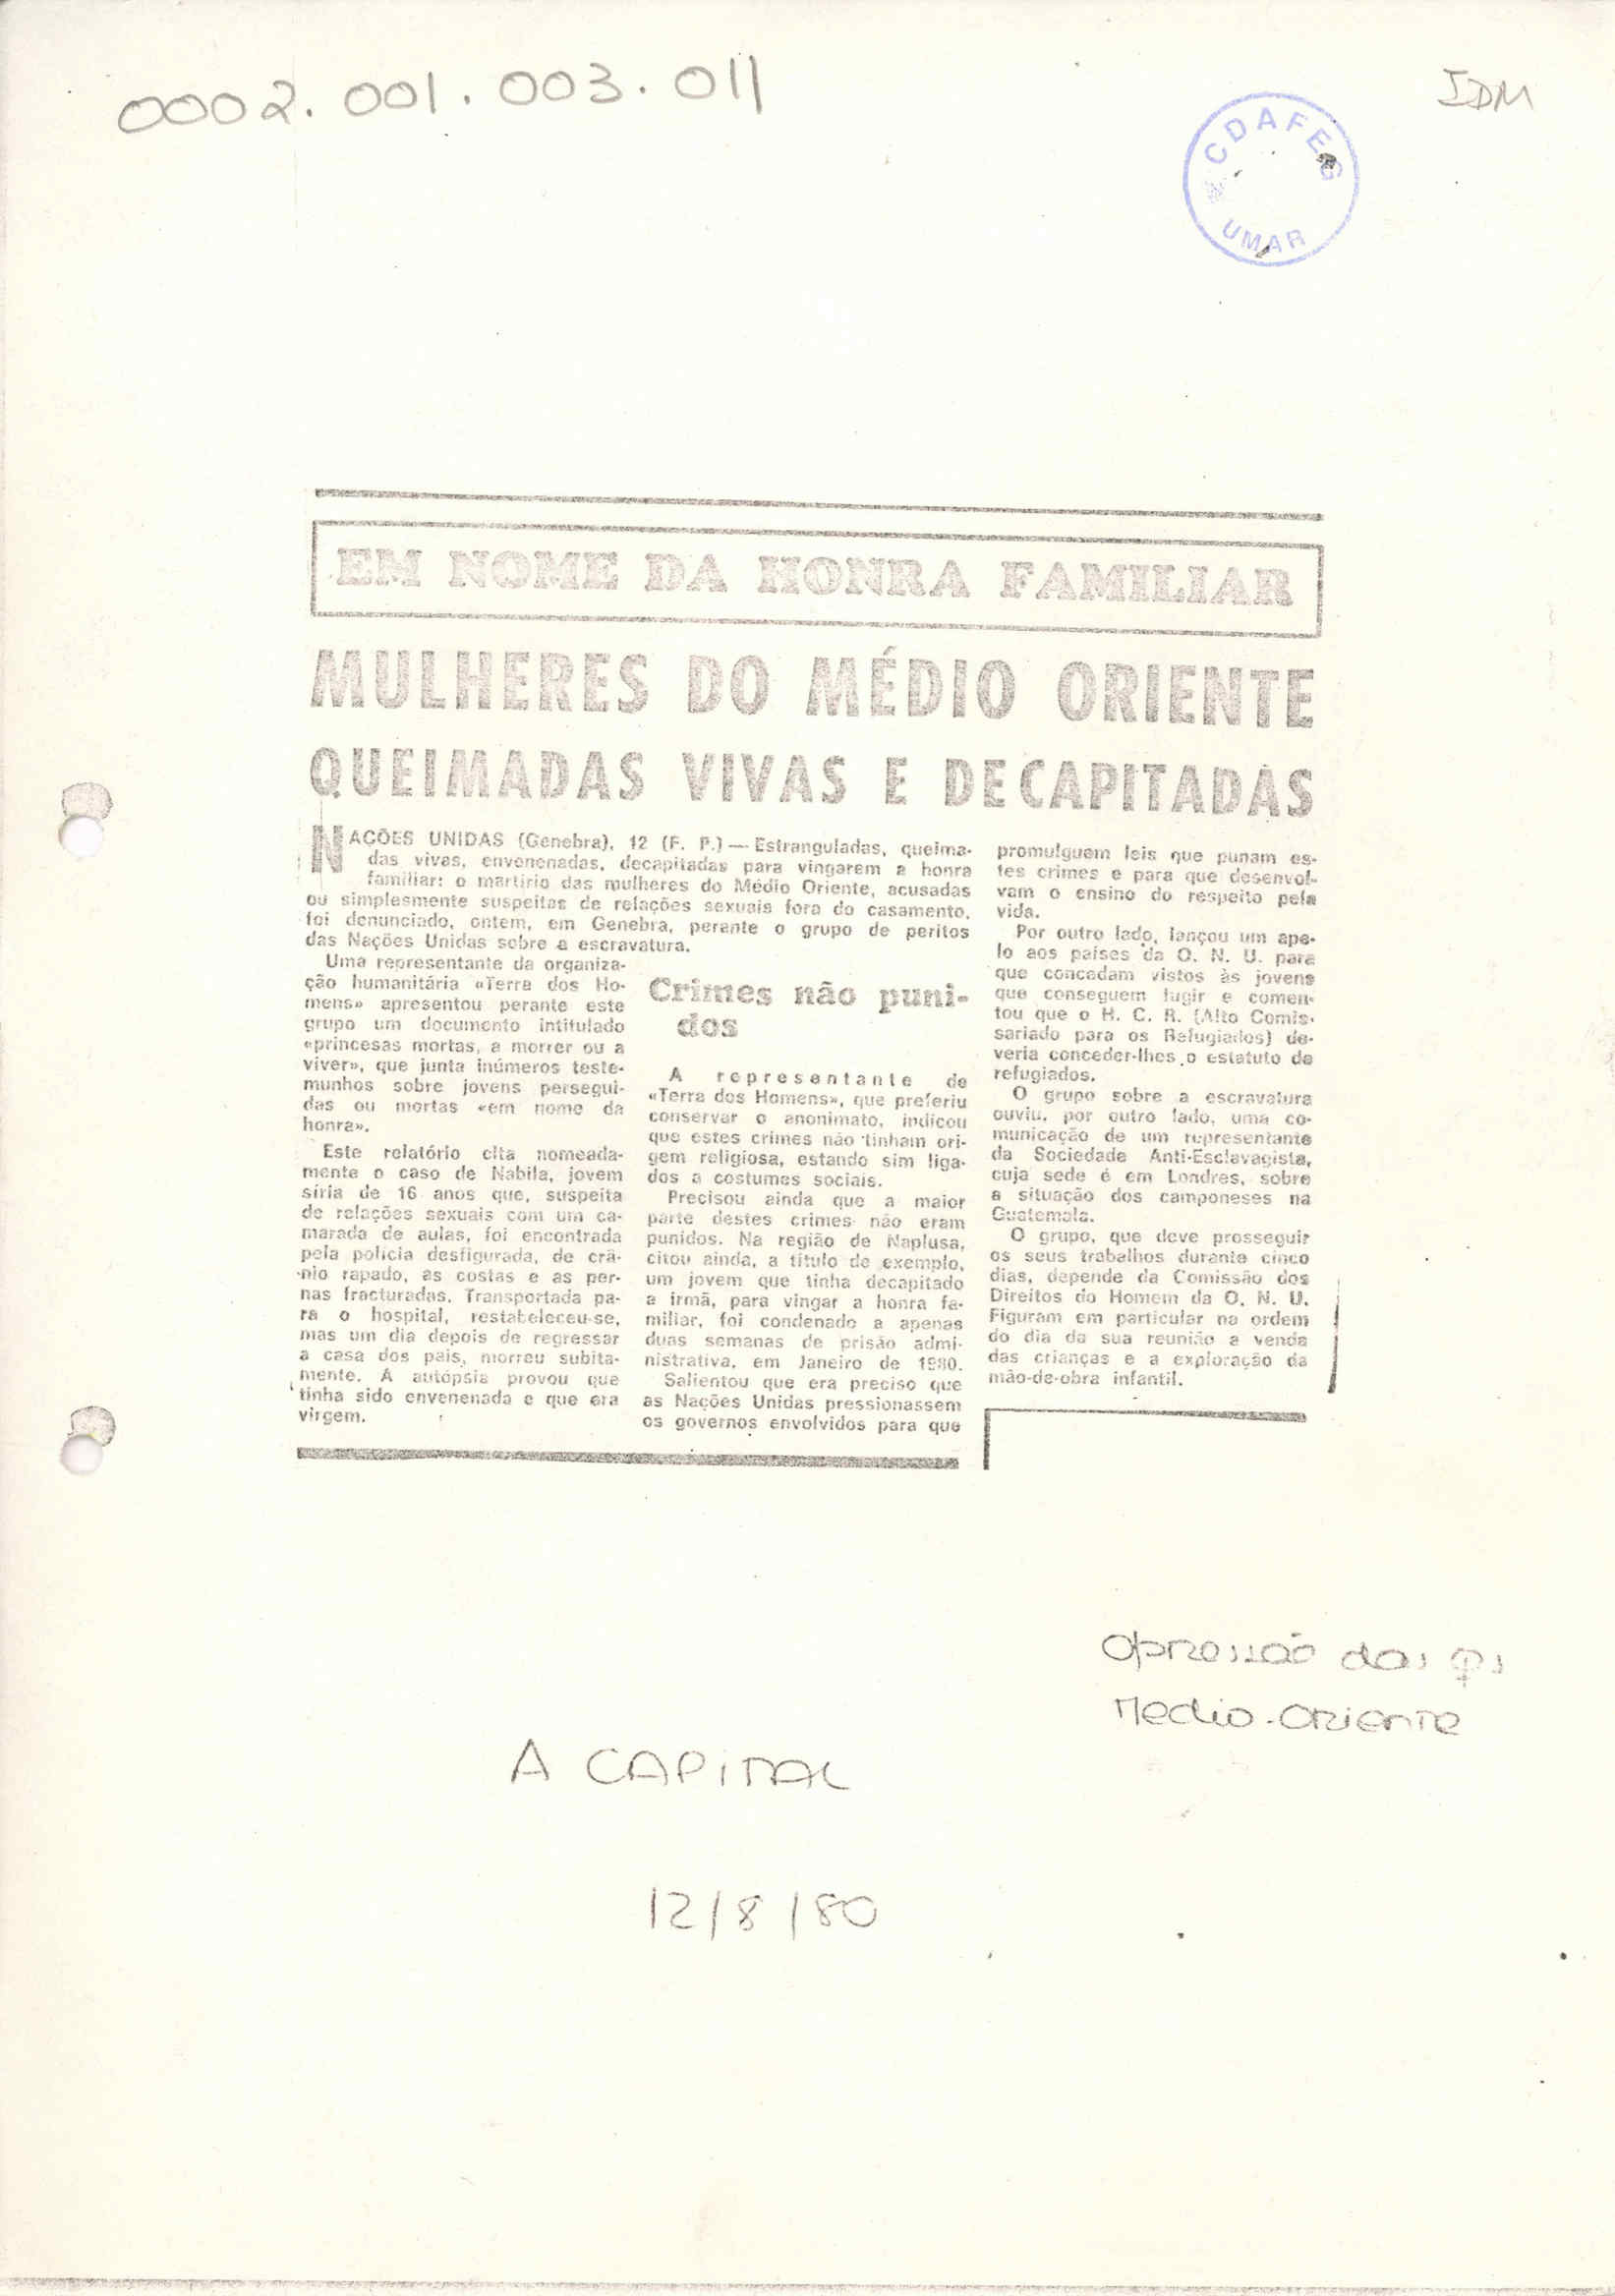 0002.001.003.011
IDM
CDAFEG
UMAR
EM NOME DA HONRA FAMILIAR
MULHERES DO MÉDIO ORIENTE
QUEIMADAS VIVAS E DECAPITADAS
NAÇÕES UNIDAS (Genebra), 12 (F. P.) — Estranguladas, queima-
das vivas, envenenadas, decapitadas para vingarem a honra
familiar: o martírio das mulheres do Médio Oriente, acusadas
ou simplesmente suspeitas de relações sexuais fora do casamento,
foi denunciado, ontem, em Genebra, perante o grupo de peritos
das Nações Unidas sobre a escravatura.
Uma representante da organiza-
ção humanitária «Terra dos Ho-
mens» apresentou perante este
grupo um documento intitulado
«princesas mortas, a morrer ou a
viver», que junta inúmeros teste-
munhos sobre jovens persegui-
das ou mortas «em nome da
honra».
Este relatório cita nomeada-
mente o caso de Nabila, jovem
síria de 16 anos que, suspeita
de relações sexuais com um ca-
marada de aulas, foi encontrada
pela polícia desfigurada, de crâ-
nio rapado, as costas e as per-
nas fracturadas. Transportada pa-
ra o hospital, restabeleceu-se,
mas um dia depois de regressar
a casa dos pais, morreu subita-
mente. A autópsia provou que
tinha sido envenenada e que era
virgem.
Crimes não puni-
dos
A representante de
«Terra dos Homens», que preferiu
conservar o anonimato, indicou
que estes crimes não tinham ori-
gem religiosa, estando sim liga-
dos a costumes sociais.
Precisou ainda que a maior
parte destes crimes não eram
punidos. Na região de Naplusa,
citou ainda, a título de exemplo,
um jovem que tinha decapitado
a irmã, para vingar a honra fa-
miliar, foi condenado a apenas
duas semanas de prisão admi-
nistrativa, em Janeiro de 1980.
Salientou que era preciso que
as Nações Unidas pressionassem
os governos envolvidos para que
promulguem leis que punam es-
tes crimes e para que desenvol-
vam o ensino do respeito pela
vida.
Por outro lado, lançou um ape-
lo aos países da O. N. U. para
que concedam vistos às jovens
que conseguem fugir e comen-
tou que o H. C. R. (Alto Comis-
sariado para os Refugiados) de-
veria conceder-lhes o estatuto de
refugiados.
O grupo sobre a escravatura
ouviu, por outro lado, uma co-
municação de um representante
da Sociedade Anti-Esclavagista,
cuja sede é em Londres, sobre
a situação dos camponeses na
Guatemala.
O grupo, que deve prosseguir
os seus trabalhos durante cinco
dias, depende da Comissão dos
Direitos do Homem da O. N. U.
Figuram em particular na ordem
do dia da sua reunião a venda
das crianças e a exploração da
mão-de-obra infantil.
Opressão das ♀s
Medio-Oriente
A CAPITAL
12/8/80